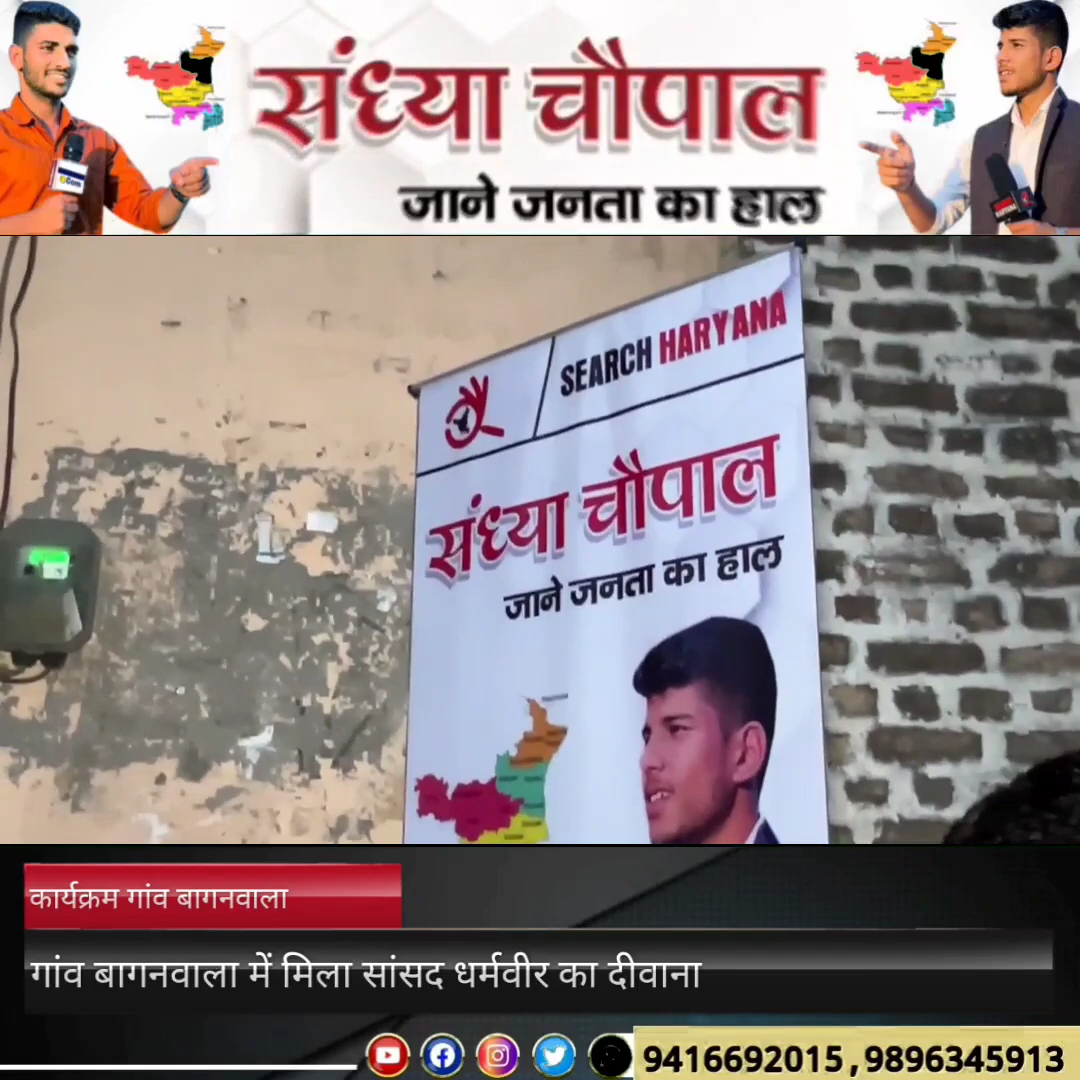 संध्या चौपाल
जाने जनता का हाल
SEARCH HARYANA
संध्या चौपाल
जाने जनता का हाल
कार्यक्रम गांव बागनवाला
गांव बागनवाला में मिला सांसद धर्मवीर का दीवाना
9416692015,9896345913